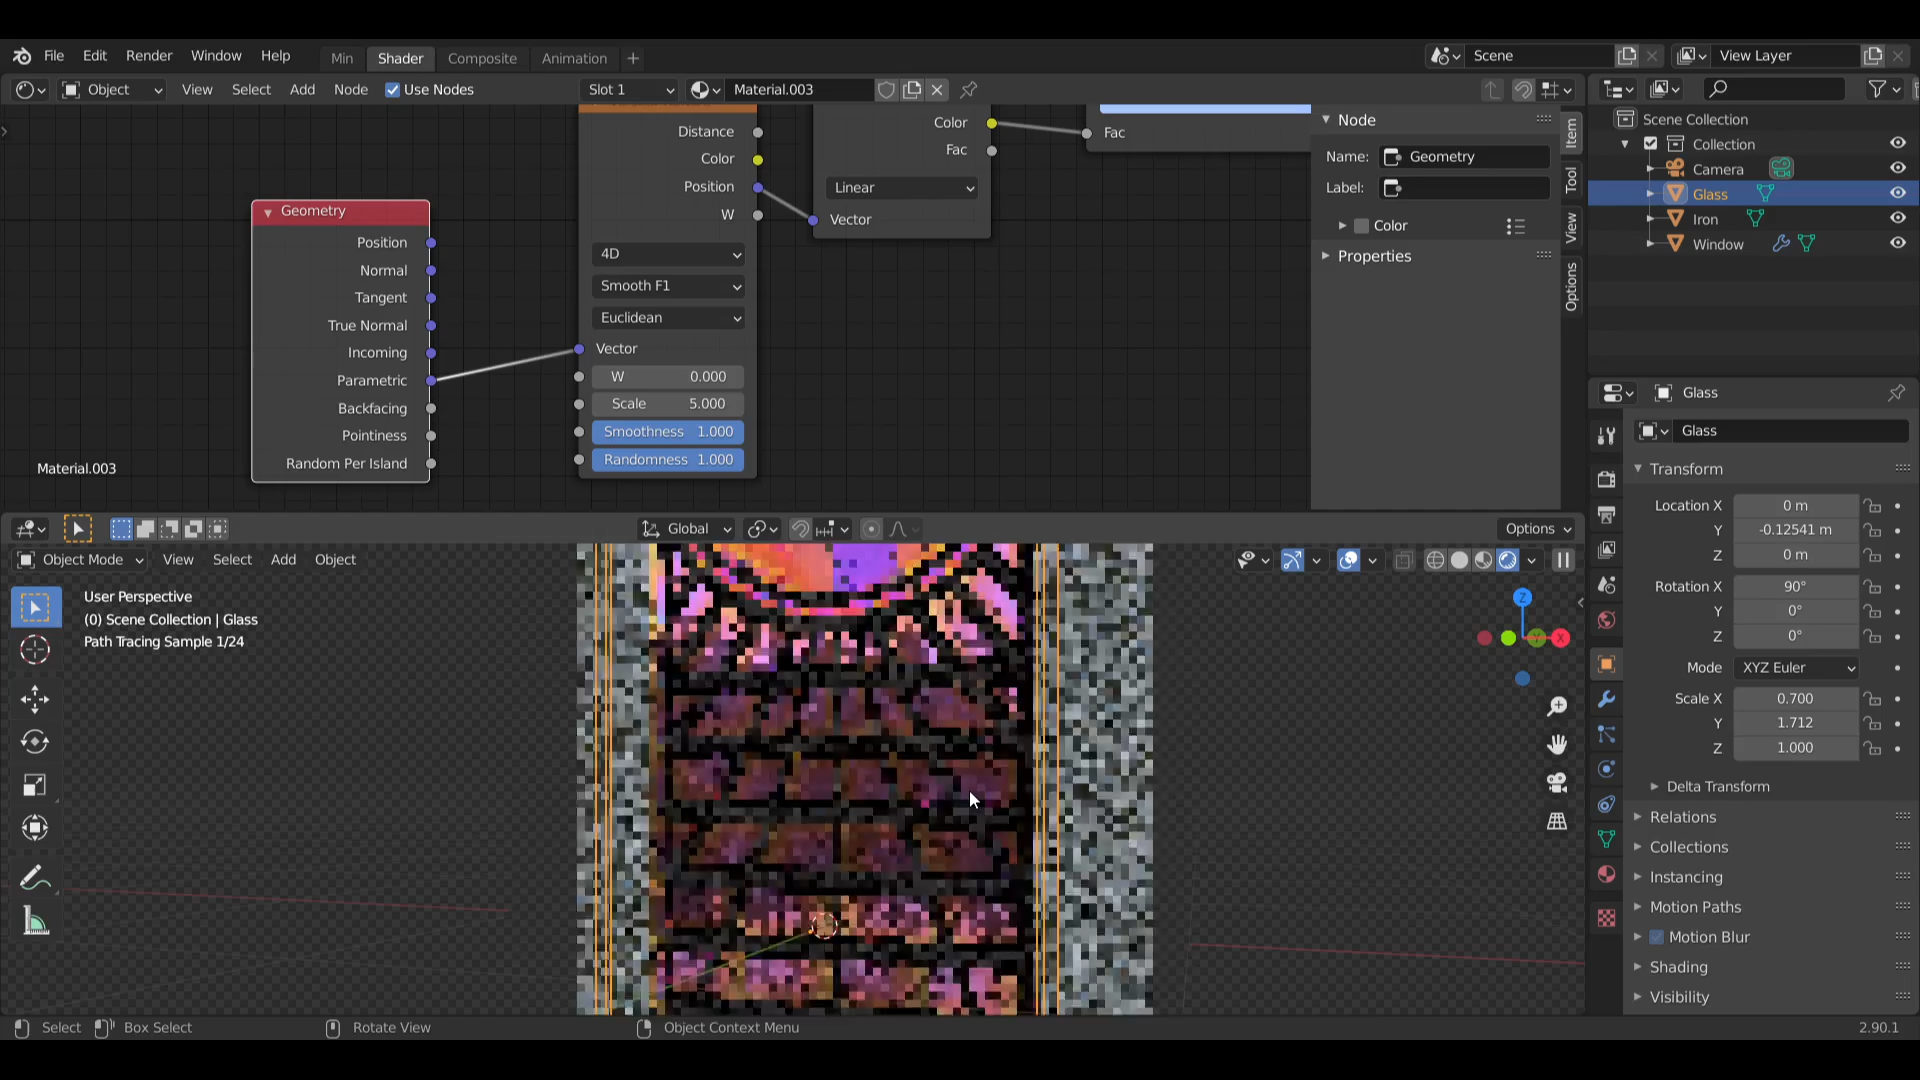 File Edit Render Window Help Min Shader Composite Animation + Scene View Layer
Object View Select Add Node Use Nodes Slot 1 Material.003
Scene Collection
Collection
Camera
Glass
Iron
Window
Distance
Color
Position
W
4D
Smooth F1
Euclidean
Vector
W 0.000
Scale 5.000
Smoothness 1.000
Randomness 1.000
Color
Fac
Linear
Vector
Fac
Geometry
Position
Normal
Tangent
True Normal
Incoming
Parametric
Backfacing
Pointiness
Random Per Island
Material.003
Node
Name: Geometry
Label:
Color
Properties
Item
Tool
View
Options
Global Options
Object Mode View Select Add Object
User Perspective
(0) Scene Collection | Glass
Path Tracing Sample 1/24
Z
Y
X
Glass
Glass
Transform
Location X 0 m
Y -0.12541 m
Z 0 m
Rotation X 90°
Y 0°
Z 0°
Mode XYZ Euler
Scale X 0.700
Y 1.712
Z 1.000
Delta Transform
Relations
Collections
Instancing
Motion Paths
Motion Blur
Shading
Visibility
Select Box Select Rotate View Object Context Menu 2.90.1